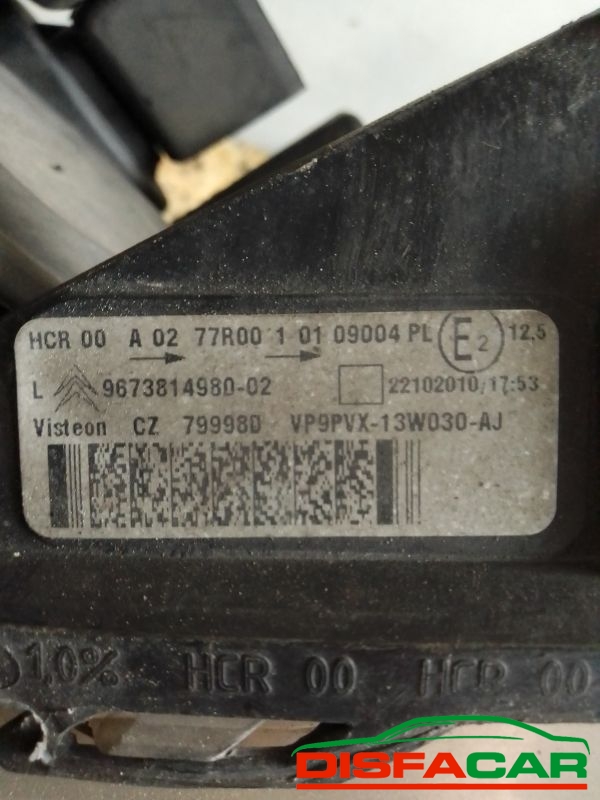 HCR 00 A 02 77R00 1 01 09004 PL E2 12,5
L 9673814980-02 22102010/17:53
Visteon CZ 79998D VP9PVX-13W030-AJ
1,0% HCR 00 HCR 00
DISFACAR